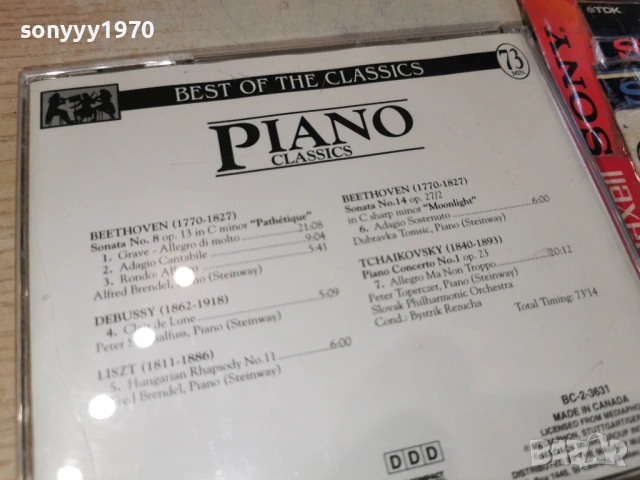 sonyyy1970
BEST OF THE CLASSICS
73
MIN.
PIANO
CLASSICS
BEETHOVEN (1770-1827)
Sonata No. 8 op. 13 in C minor "Pathétique"
1. Grave - Allegro di molto 21:08
2. Adagio Cantabile 9:04
3. Rondo: 5:41
Alfred Brendel, Piano (Steinway)
DEBUSSY (1862-1918)
4. Clair de Lune 5:09
Peter Piano (Steinway)
LISZT (1811-1886)
5. Hungarian Rhapsody No.11 6:00
Brendel, Piano (Steinway)
BEETHOVEN (1770-1827)
Sonata No.14 op. 27/2
in C sharp minor "Moonlight"
6. Adagio Sostenuto 6:00
Dubravka Tomsic, Piano (Steinway)
TCHAIKOVSKY (1840-1893)
Piano Concerto No.1 op. 23
7. Allegro Ma Non Troppo 20:12
Peter Toperczer, Piano (Steinway)
Slovak Philharmonic Orchestra
Cond.: Bystrik Rezucha
Total Timing: 73'14
BC-2-3631
MADE IN CANADA
LICENSED FROM
STUTTGART/
DDD
TDK
SONY
maxell
bazar